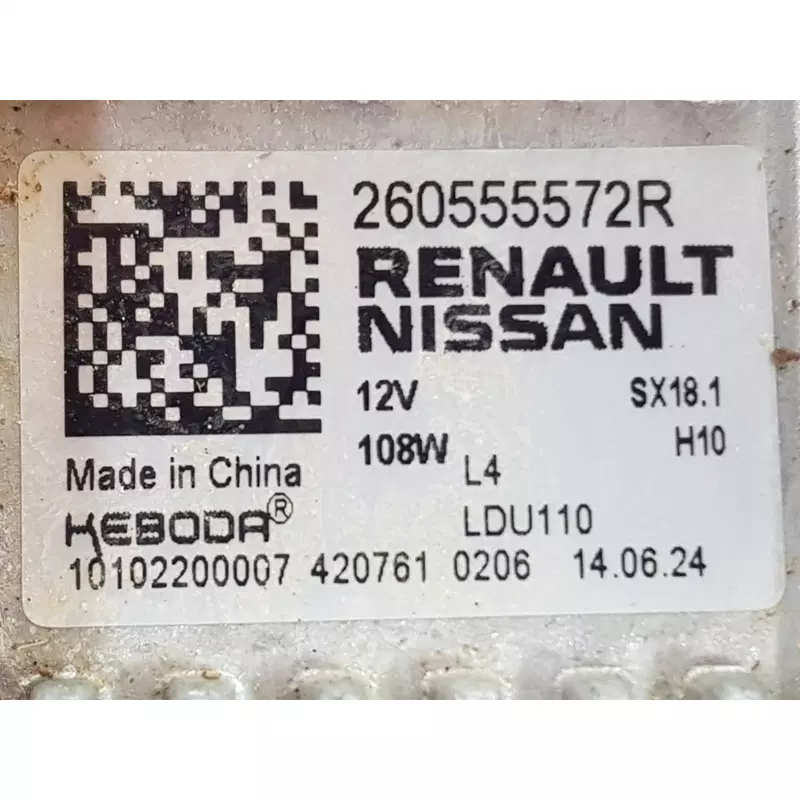 260555572R
RENAULT
NISSAN
12V SX18.1
108W L4 H10
Made in China
KEBODA® LDU110
10102200007 420761 0206 14.06.24